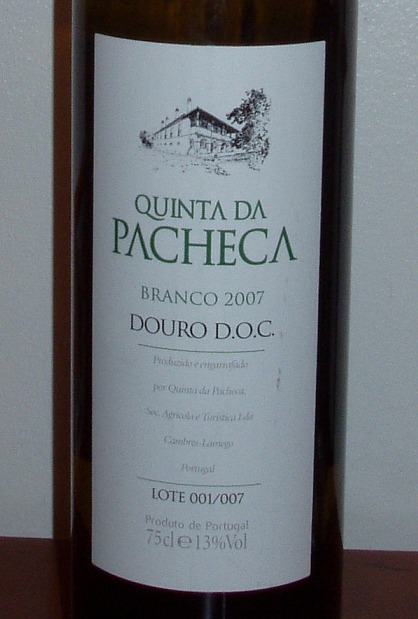 QUINTA DA
PACHECA
BRANCO 2007
DOURO D.O.C.
Produzido e engarrafado
por Quinta da Pacheca.
Soc. Agrícola e Turística Lda
Cambres-Lamego
Portugal
LOTE 001/007
Produto de Portugal
75cl e 13%Vol